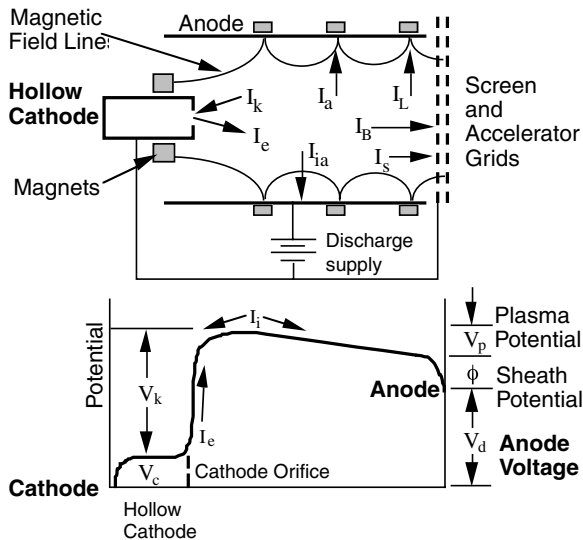 Magnetic
Field Lines
Anode
Hollow
Cathode
I_k
I_e
I_a
I_L
I_B
I_s
I_ia
Screen
and
Accelerator
Grids
Magnets
Discharge
supply
Potential
I_i
V_k
I_e
V_c
Cathode Orifice
Anode
Cathode
Hollow
Cathode
Plasma
Potential
V_p
ϕ
Sheath
Potential
V_d
Anode
Voltage